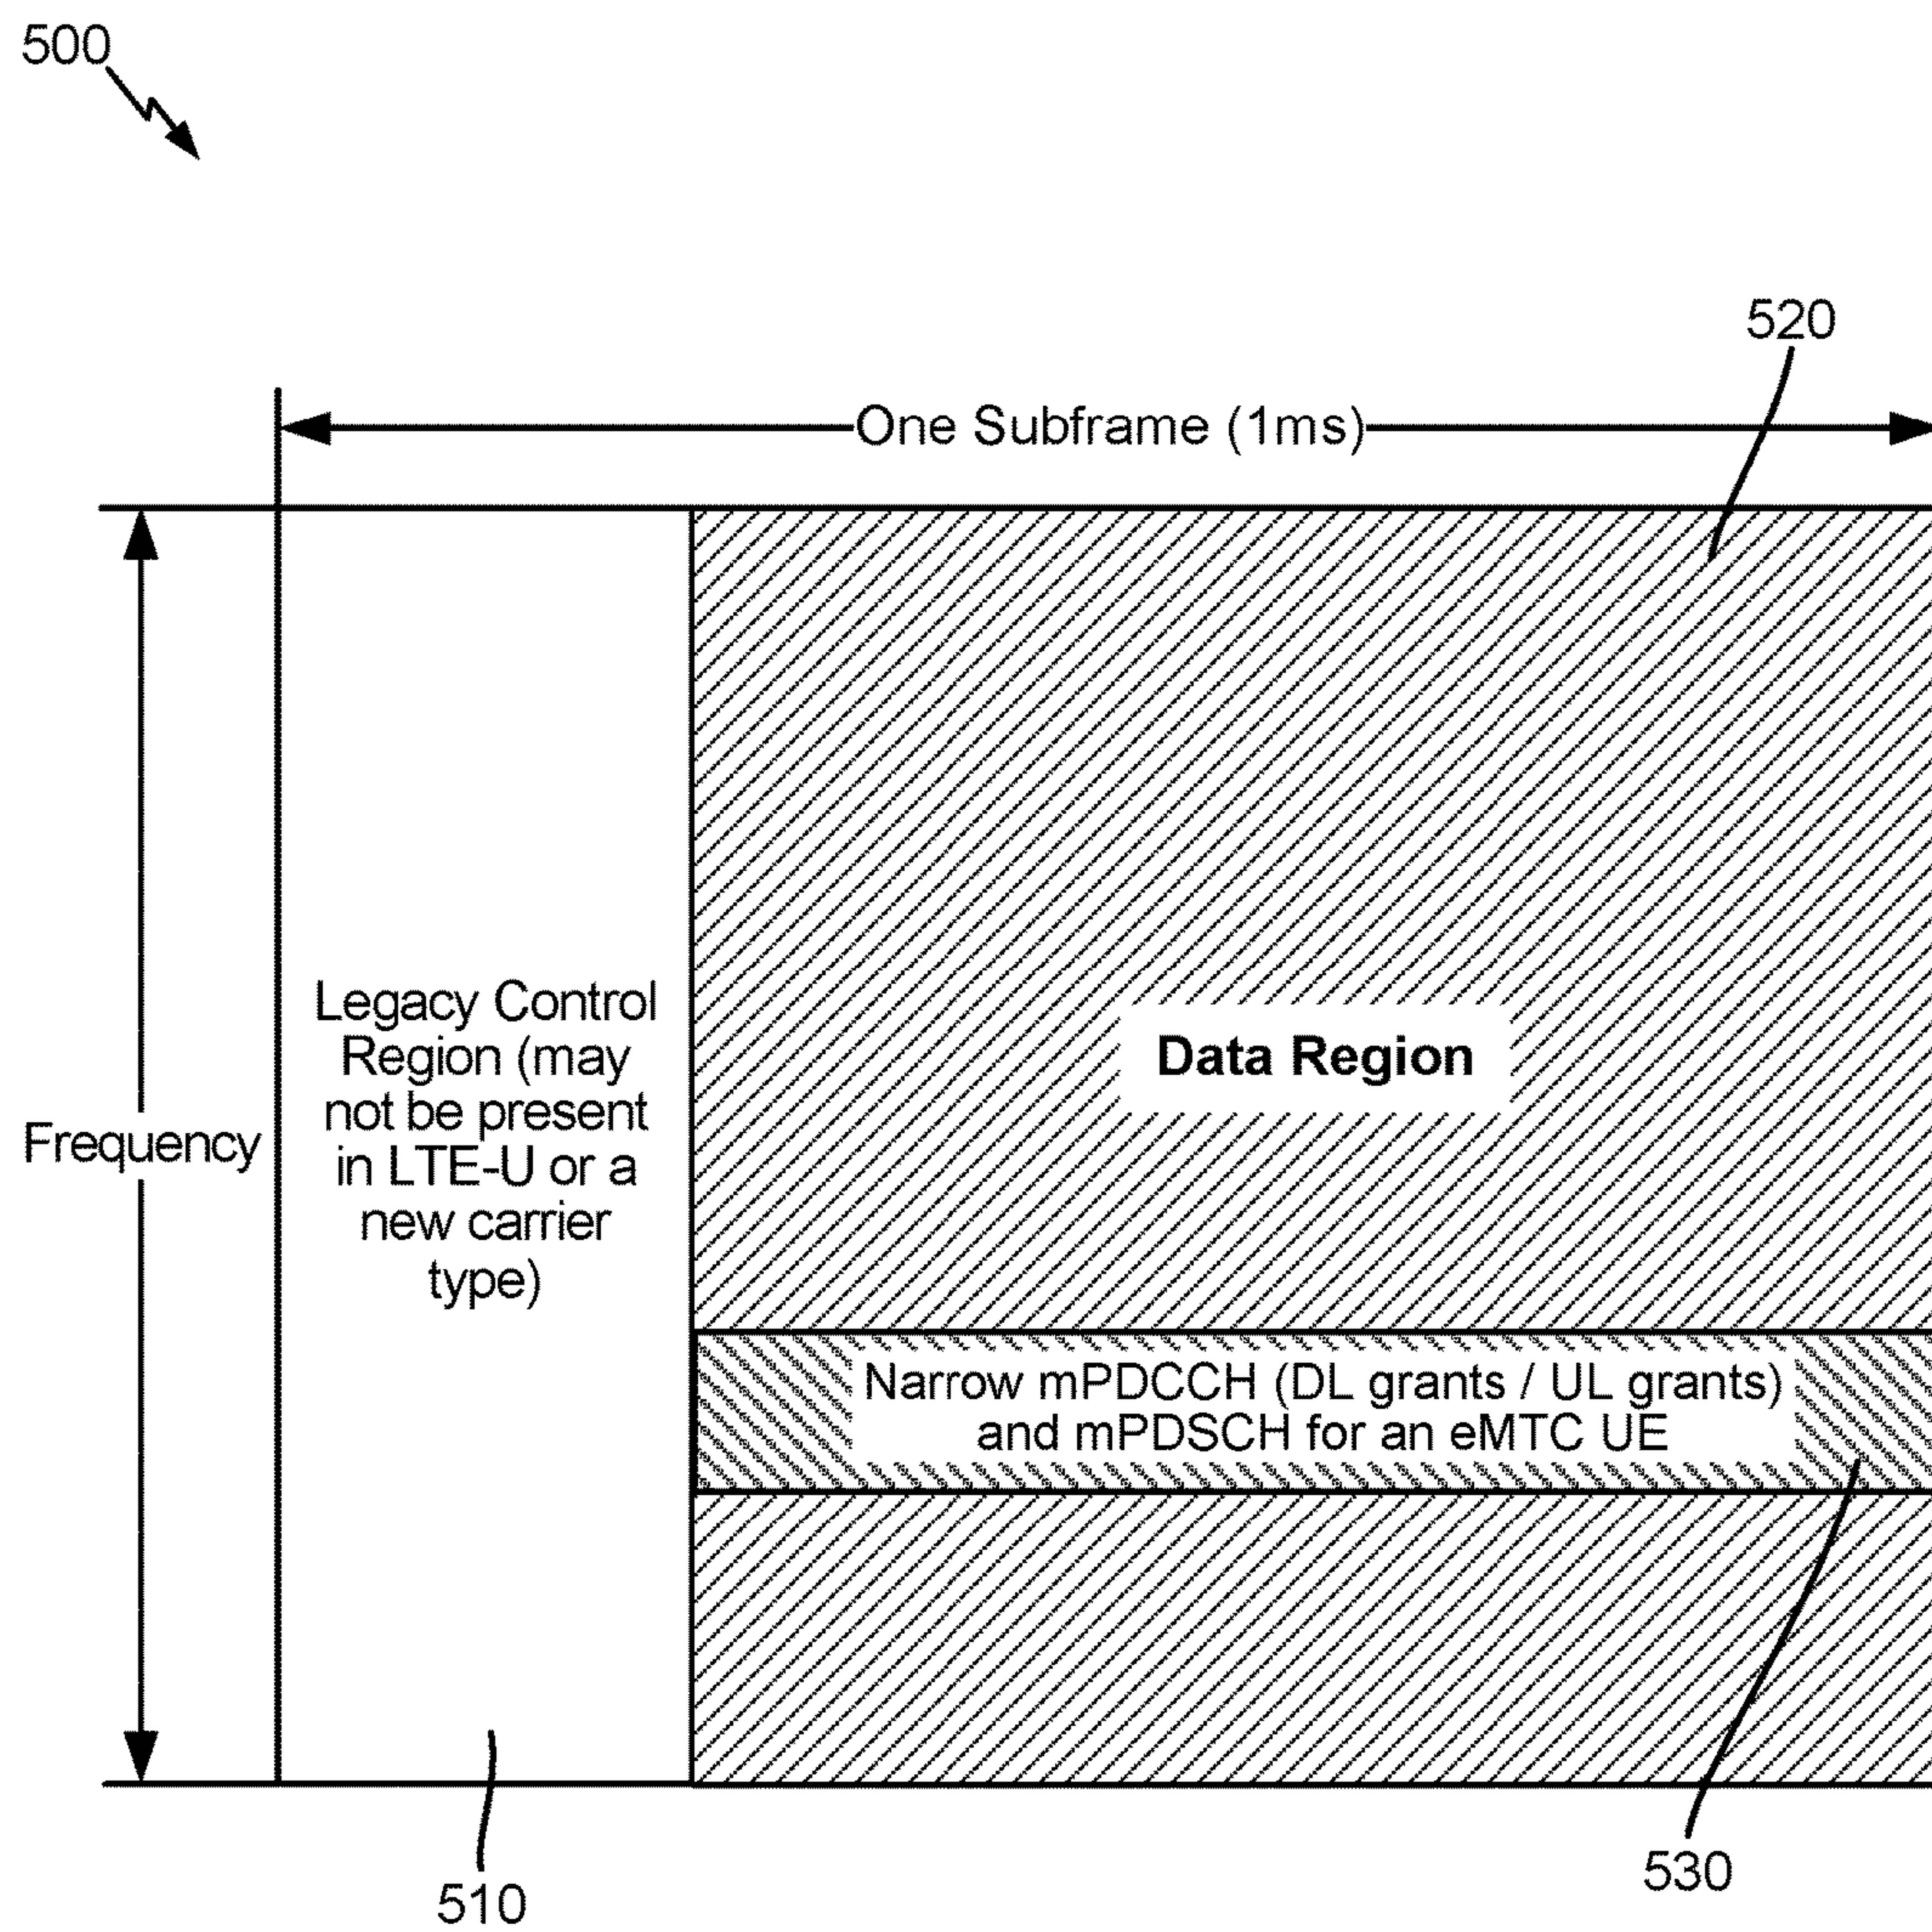 500
520
One Subframe (1ms)
Legacy Control
Region (may
not be present
in LTE-U or a
new carrier
type)
Data Region
Frequency
Narrow mPDCCH (DL grants / UL grants)
and mPDSCH for an eMTC UE
530
510